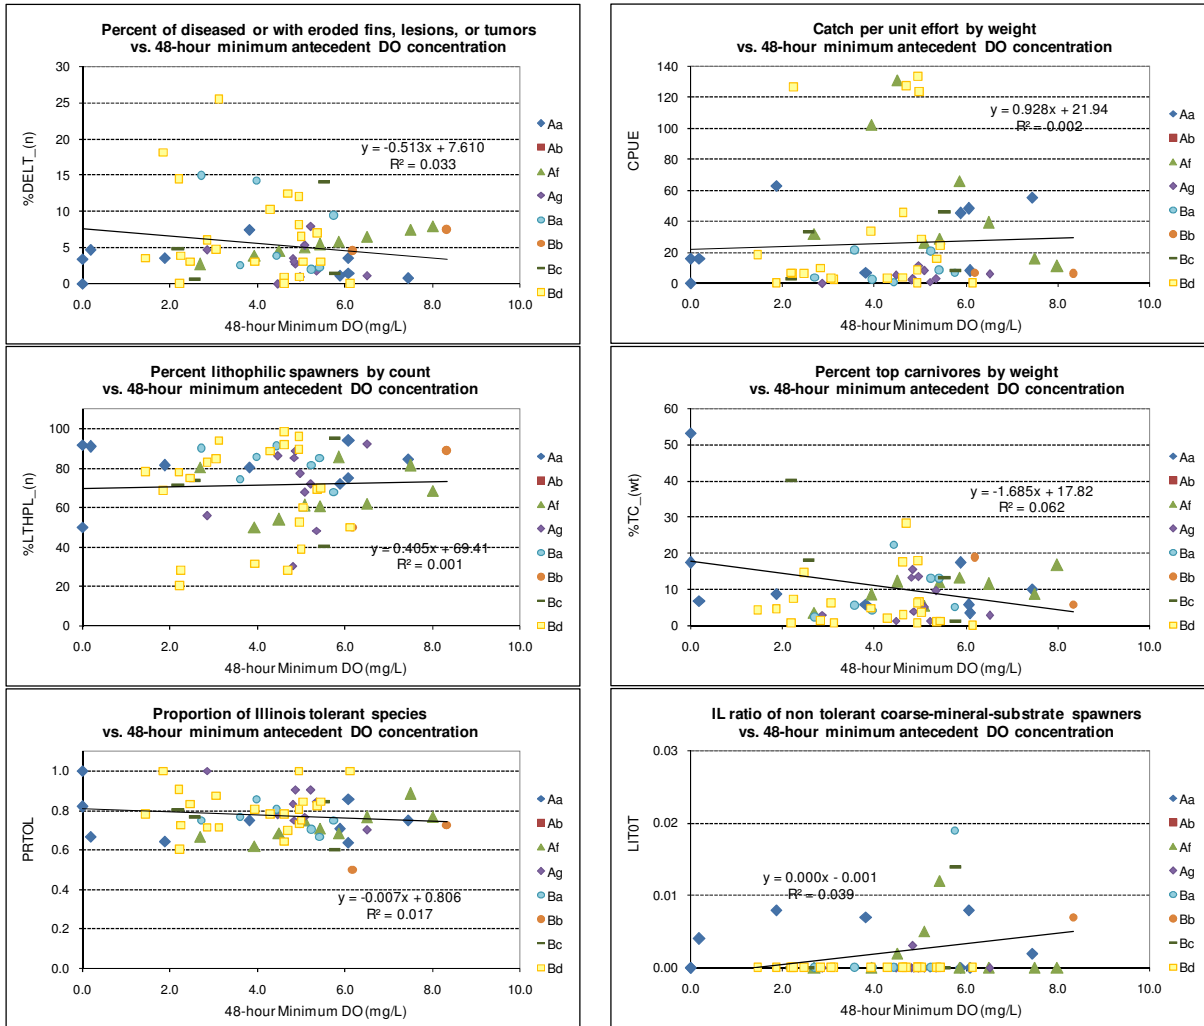 Percent of diseased or with eroded fins, lesions, or tumors
vs. 48-hour minimum antecedent DO concentration
30
25
20
15
10
5
0
%DELT_(n)
y = -0.513x + 7.610
R² = 0.033
0.0 2.0 4.0 6.0 8.0 10.0
48-hour Minimum DO (mg/L)
Aa
Ab
Af
Ag
Ba
Bb
Bc
Bd
Catch per unit effort by weight
vs. 48-hour minimum antecedent DO concentration
140
120
100
80
60
40
20
0
CPUE
y = 0.928x + 21.94
R² = 0.002
0.0 2.0 4.0 6.0 8.0 10.0
48-hour Minimum DO (mg/L)
Aa
Ab
Af
Ag
Ba
Bb
Bc
Bd
Percent lithophilic spawners by count
vs. 48-hour minimum antecedent DO concentration
100
80
60
40
20
0
%LTHPL_(n)
y = 0.405x + 69.41
R² = 0.001
0.0 2.0 4.0 6.0 8.0 10.0
48-hour Minimum DO (mg/L)
Aa
Ab
Af
Ag
Ba
Bb
Bc
Bd
Percent top carnivores by weight
vs. 48-hour minimum antecedent DO concentration
60
50
40
30
20
10
0
%TC_(wt)
y = -1.685x + 17.82
R² = 0.062
0.0 2.0 4.0 6.0 8.0 10.0
48-hour Minimum DO (mg/L)
Aa
Ab
Af
Ag
Ba
Bb
Bc
Bd
Proportion of Illinois tolerant species
vs. 48-hour minimum antecedent DO concentration
1.0
0.8
0.6
0.4
0.2
0.0
PRTOL
y = -0.007x + 0.806
R² = 0.017
0.0 2.0 4.0 6.0 8.0 10.0
48-hour Minimum DO (mg/L)
Aa
Ab
Af
Ag
Ba
Bb
Bc
Bd
IL ratio of non tolerant coarse-mineral-substrate spawners
vs. 48-hour minimum antecedent DO concentration
0.03
0.02
0.01
0.00
LIT0T
y = 0.000x - 0.001
R² = 0.039
0.0 2.0 4.0 6.0 8.0 10.0
48-hour Minimum DO (mg/L)
Aa
Ab
Af
Ag
Ba
Bb
Bc
Bd